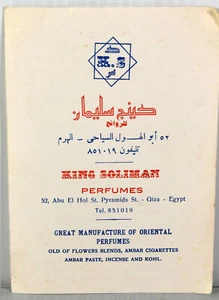 K.S
كينج سليمان
للروائح
٥٢ أبو الهول السياحى - الهرم
تليفون ٨٥١٠١٩
KING SOLIMAN
PERFUMES
52, Abu El Hol St. Pyramids St. - Giza - Egypt
Tel. 851019
GREAT MANUFACTURE OF ORIENTAL
PERFUMES
OLD OF FLOWERS BLENDS, AMBAR CIGARETTES
AMBAR PASTE, INCENSE AND KOHL.